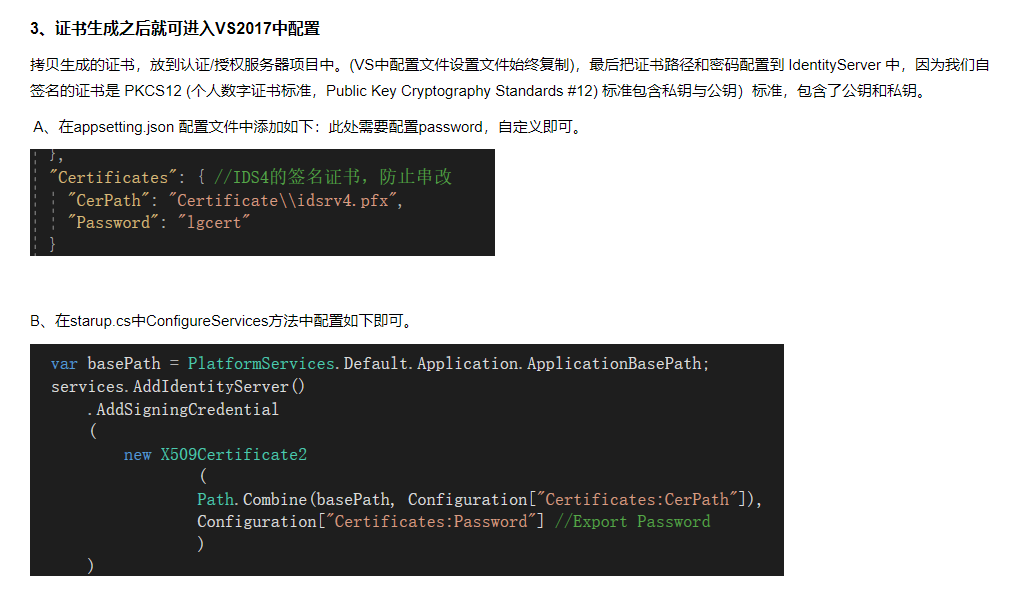 3、证书生成之后就可进入VS2017中配置
拷贝生成的证书，放到认证/授权服务器项目中。(VS中配置文件设置文件始终复制)，最后把证书路径和密码配置到 IdentityServer 中，因为我们自
签名的证书是 PKCS12 (个人数字证书标准，Public Key Cryptography Standards #12) 标准包含私钥与公钥）标准，包含了公钥和私钥。
A、在appsetting.json 配置文件中添加如下：此处需要配置password，自定义即可。
},
"Certificates": { //IDS4的签名证书，防止串改
"CerPath": "Certificate\\idsrv4.pfx",
"Password": "lgcert"
}
B、在starup.cs中ConfigureServices方法中配置如下即可。
var basePath = PlatformServices.Default.Application.ApplicationBasePath;
services.AddIdentityServer()
.AddSigningCredential
(
new X509Certificate2
(
Path.Combine(basePath, Configuration["Certificates:CerPath"]),
Configuration["Certificates:Password"] //Export Password
)
)